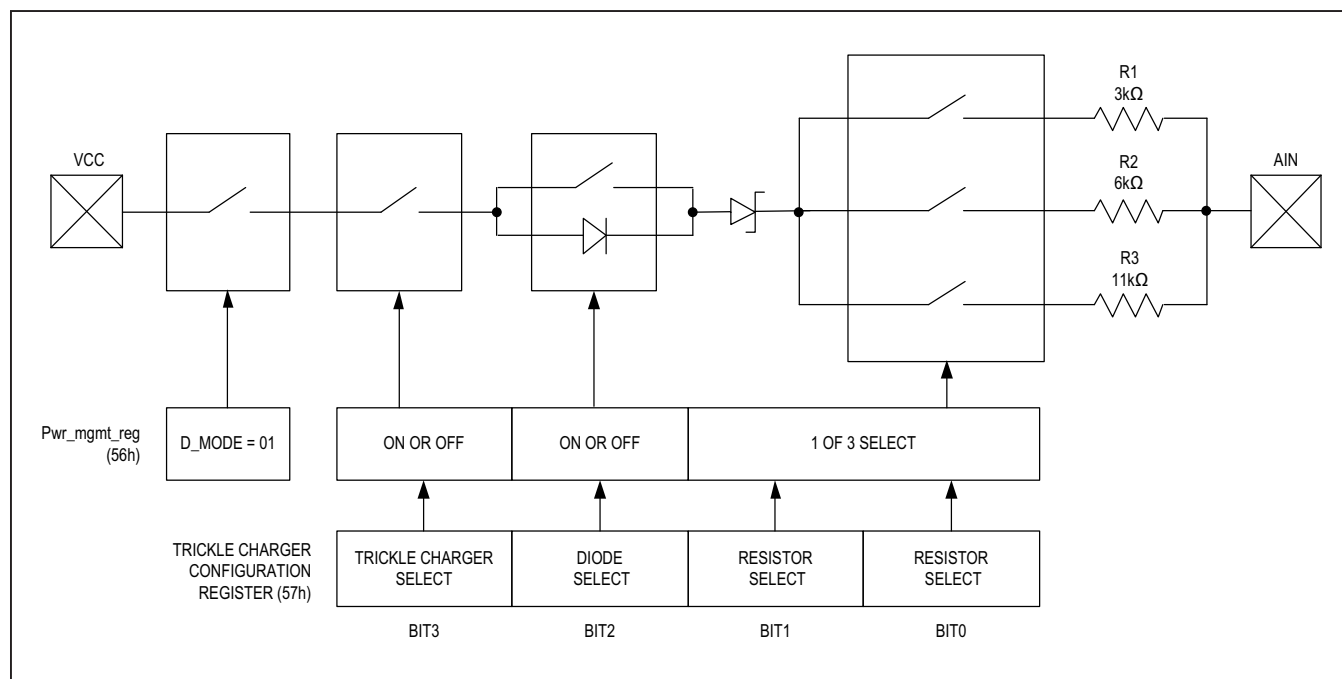 R1
3kΩ
VCC
R2
6kΩ
AIN
R3
11kΩ
Pwr_mgmt_reg
(56h)
D_MODE = 01
ON OR OFF
ON OR OFF
1 OF 3 SELECT
TRICKLE CHARGER
CONFIGURATION
REGISTER (57h)
TRICKLE CHARGER
SELECT
DIODE
SELECT
RESISTOR
SELECT
RESISTOR
SELECT
BIT3
BIT2
BIT1
BIT0